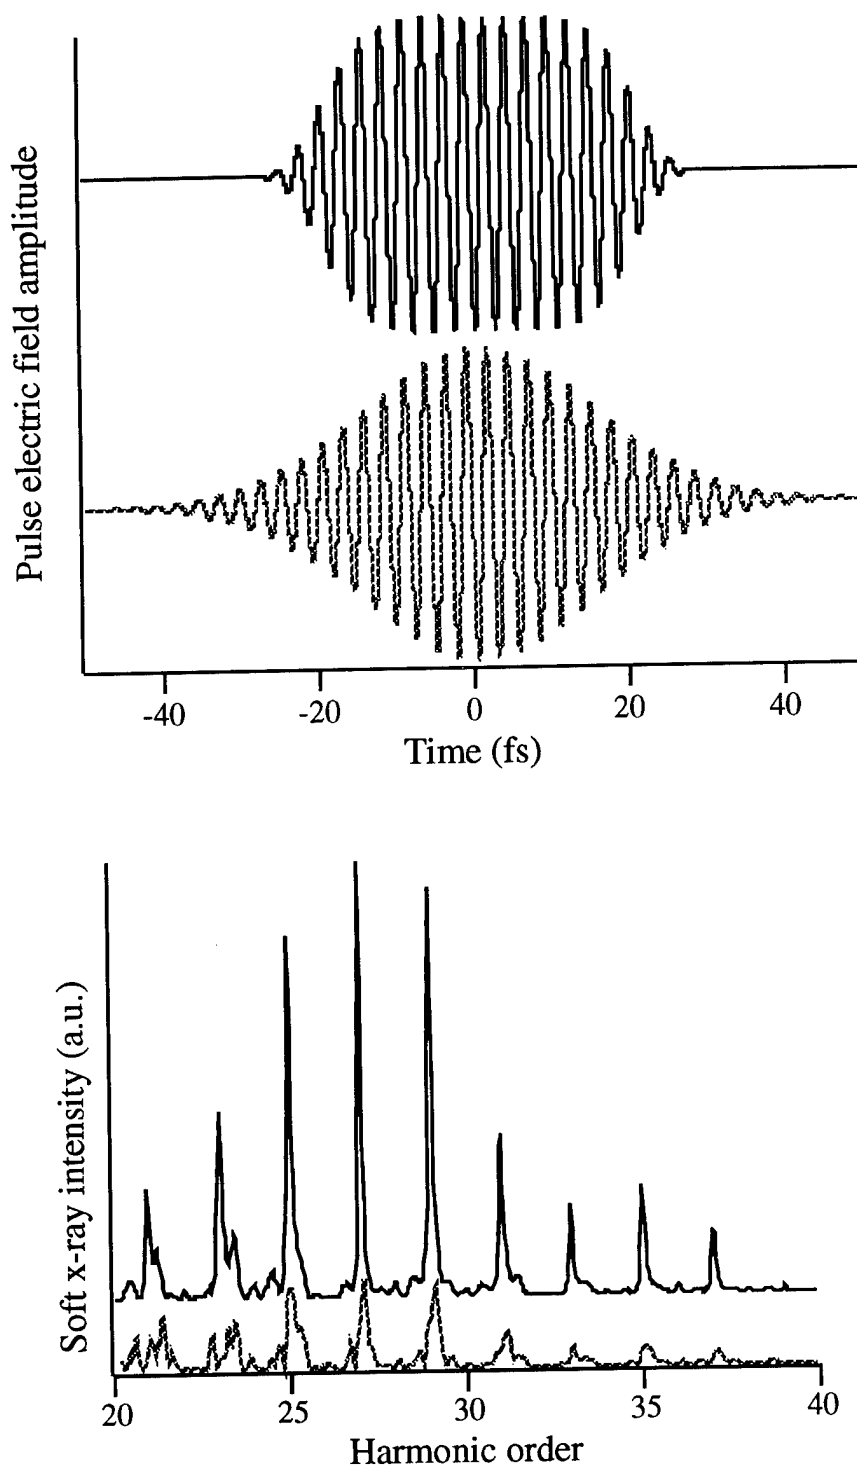 Pulse electric field amplitude
-40
-20
0
20
40
Time (fs)
Soft x-ray intensity (a.u.)
20
25
30
35
40
Harmonic order